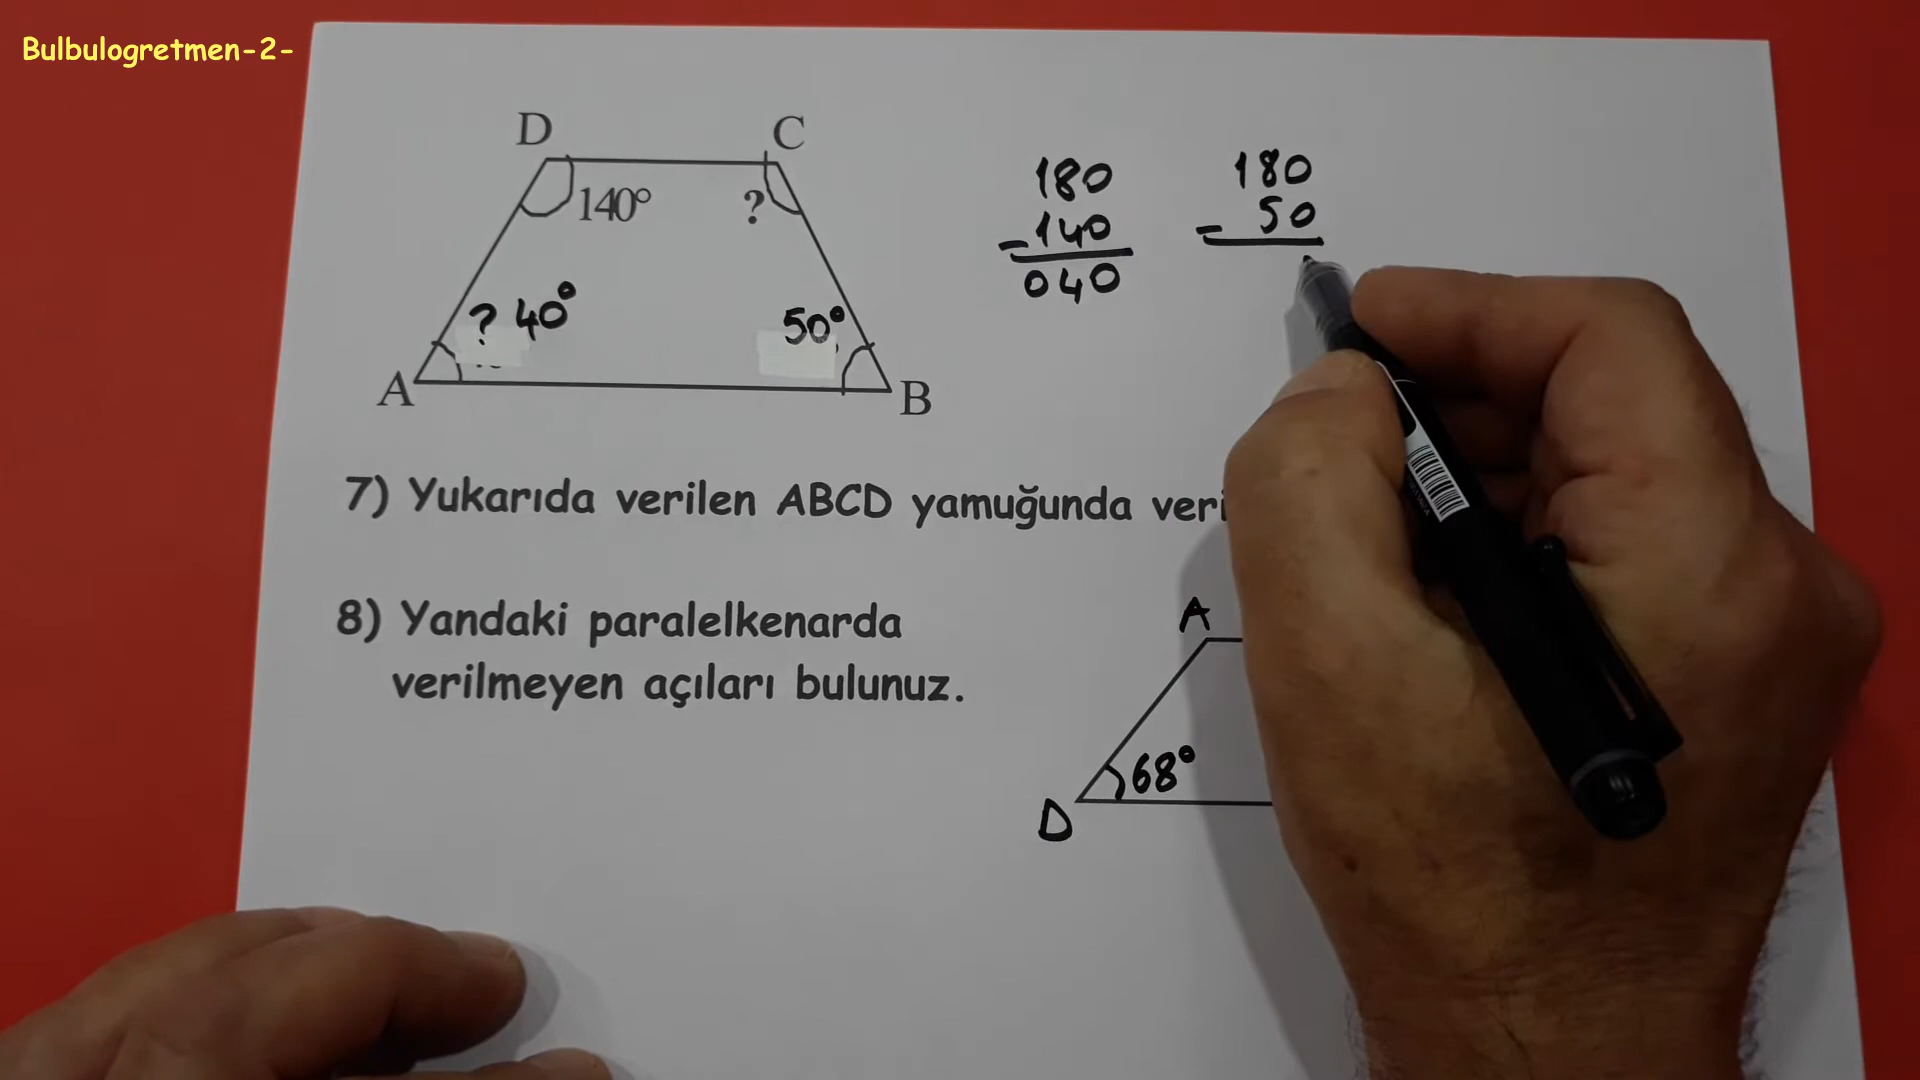 Bulbulogretmen-2-
D C
140° ?
? 40° 50°
A B
180
-140
040
180
- 50
7) Yukarıda verilen ABCD yamuğunda veri
8) Yandaki paralelkenarda
verilmeyen açıları bulunuz.
A
68°
D